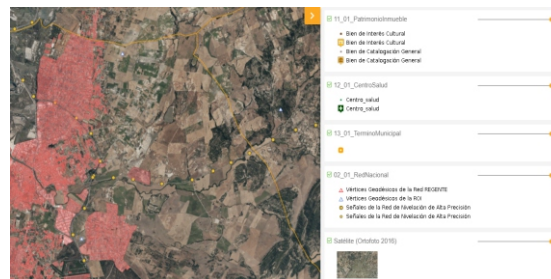 11_01_PatrimonioInmueble
Bien de Interés Cultural
Bien de Interés Cultural
Bien de Catalogación General
Bien de Catalogación General
12_01_CentroSalud
Centro_salud
Centro_salud
13_01_TerminoMunicipal
02_01_RedNacional
Vértices Geodésicos de la Red REGENTE
Vértices Geodésicos de la ROI
Señales de la Red de Nivelación de Alta Precisión
Señales de la Red de Nivelación de Alta Precisión
Satélite (Ortofoto 2016)